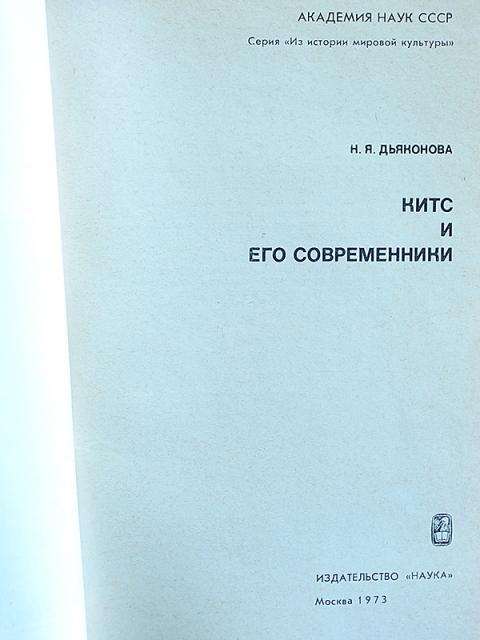 АКАДЕМИЯ НАУК СССР
Серия «Из истории мировой культуры»
Н. Я. ДЬЯКОНОВА
КИТС
И
ЕГО СОВРЕМЕННИКИ
ИЗДАТЕЛЬСТВО «НАУКА»
Москва 1973